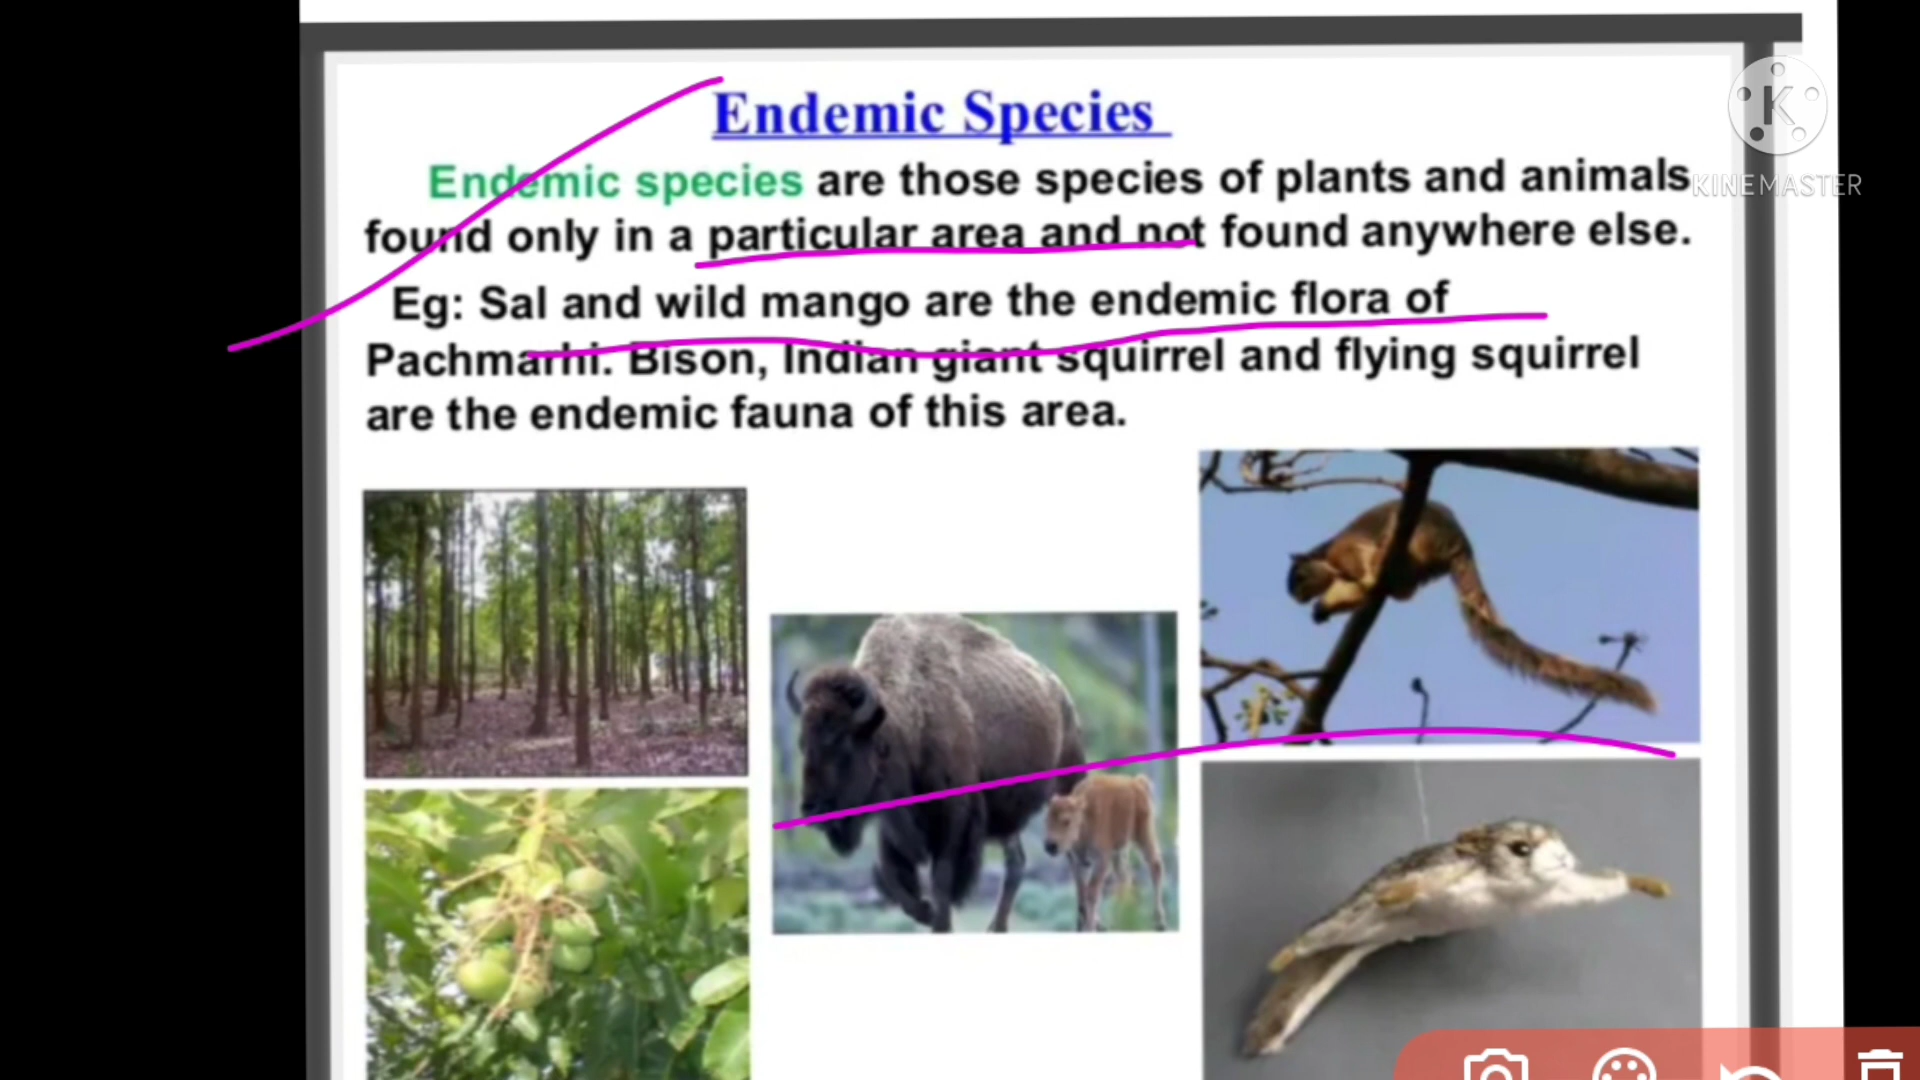 Endemic Species
Endemic species are those species of plants and animals
found only in a particular area and not found anywhere else.
Eg: Sal and wild mango are the endemic flora of
Pachmarhi. Bison, Indian giant squirrel and flying squirrel
are the endemic fauna of this area.
K
KINEMASTER